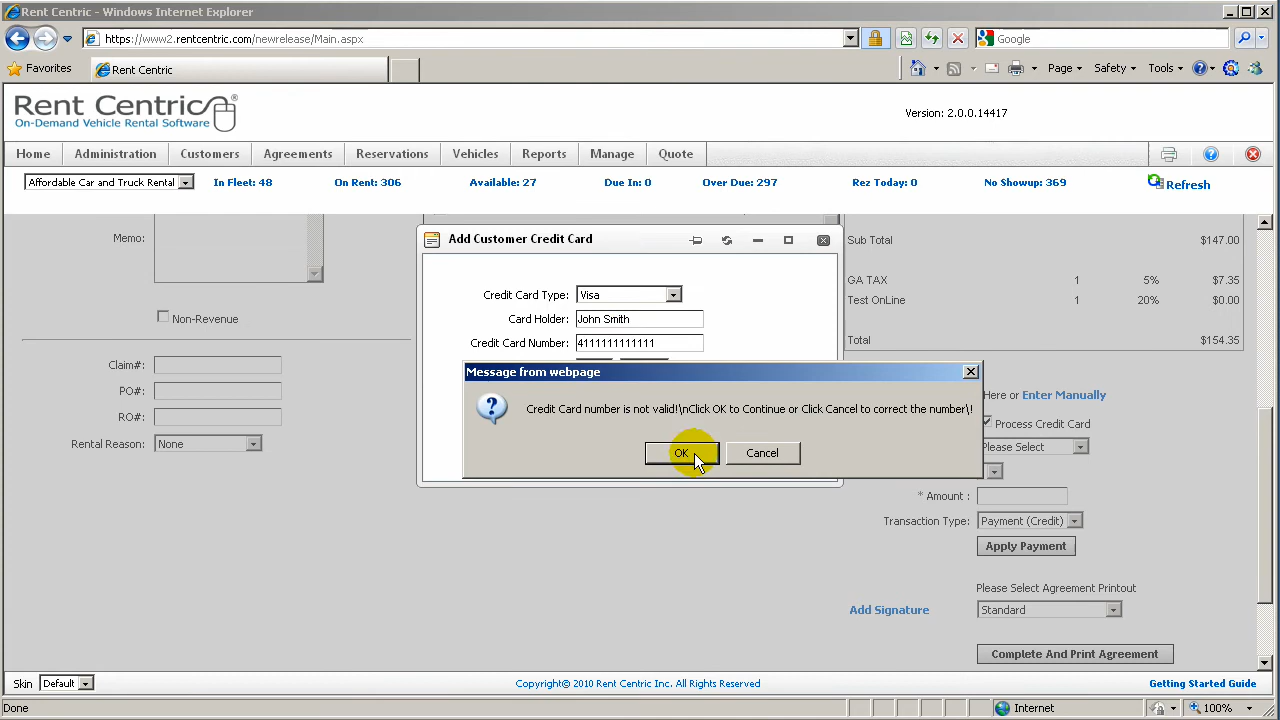 Rent Centric - Windows Internet Explorer
https://www2.rentcentric.com/newrelease/Main.aspx
Google
Favorites
Rent Centric
Page
Safety
Tools
Rent Centric®
On-Demand Vehicle Rental Software
Version: 2.0.0.14417
Home
Administration
Customers
Agreements
Reservations
Vehicles
Reports
Manage
Quote
Affordable Car and Truck Rental
In Fleet: 48
On Rent: 306
Available: 27
Due In: 0
Over Due: 297
Rez Today: 0
No Showup: 369
Refresh
Memo:
Non-Revenue
Claim#:
PO#:
RO#:
Rental Reason:
None
Add Customer Credit Card
Credit Card Type:
Visa
Card Holder:
John Smith
Credit Card Number:
4111111111111
Message from webpage
Credit Card number is not valid!\nClick OK to Continue or Click Cancel to correct the number\!
OK
Cancel
Sub Total $147.00
GA TAX 1 5% $7.35
Test OnLine 1 20% $0.00
Total $154.35
Here or Enter Manually
Process Credit Card
Please Select
* Amount :
Transaction Type:
Payment (Credit)
Apply Payment
Please Select Agreement Printout
Add Signature
Standard
Complete And Print Agreement
Skin
Default
Copyright© 2010 Rent Centric Inc. All Rights Reserved
Getting Started Guide
Done
Internet
100%